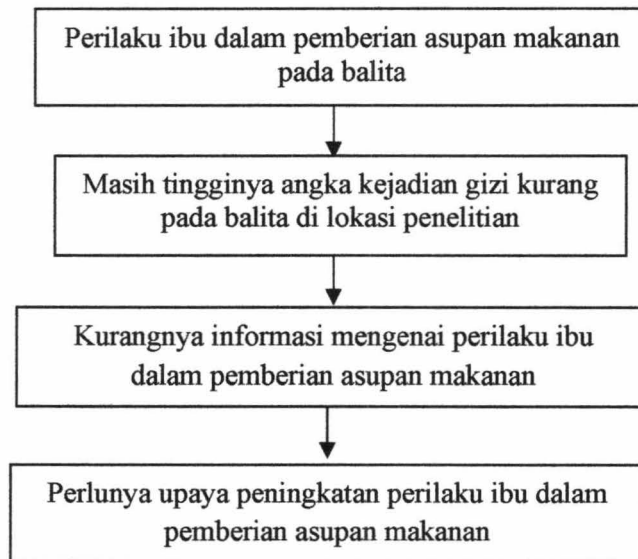 Perilaku ibu dalam pemberian asupan makanan
pada balita
Masih tingginya angka kejadian gizi kurang
pada balita di lokasi penelitian
Kurangnya informasi mengenai perilaku ibu
dalam pemberian asupan makanan
Perlunya upaya peningkatan perilaku ibu dalam
pemberian asupan makanan